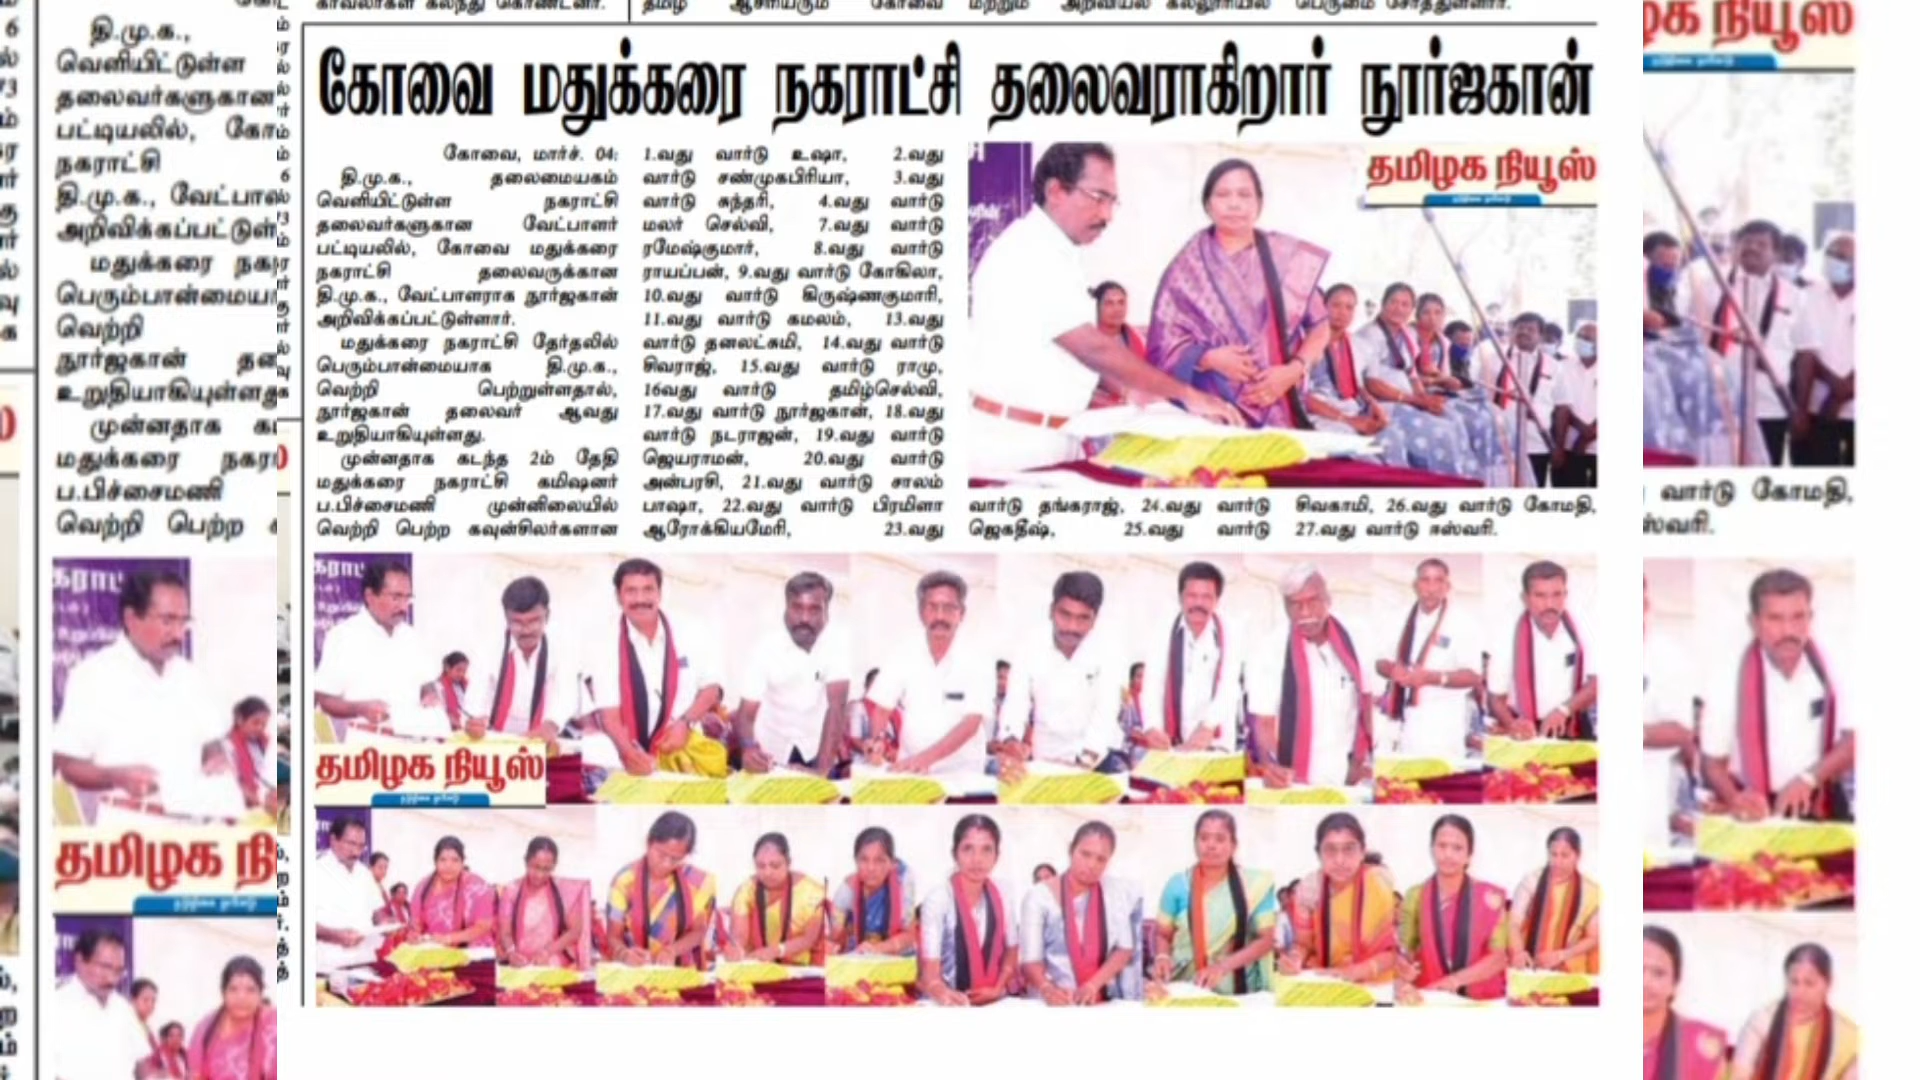 கோவை மதுக்கரை நகராட்சி தலைவராகிறார் நூர்ஜகான்
கோவை, மார்ச். 04:
தி.மு.க., தலைமையகம்
வெளியிட்டுள்ள நகராட்சி
தலைவர்களுகான வேட்பாளர்
பட்டியலில், கோவை மதுக்கரை
நகராட்சி தலைவருக்கான
தி.மு.க., வேட்பாளராக நூர்ஜகான்
அறிவிக்கப்பட்டுள்ளார்.
மதுக்கரை நகராட்சி தேர்தலில்
பெரும்பான்மையாக தி.மு.க.,
வெற்றி பெற்றுள்ளதால்,
நூர்ஜகான் தலைவர் ஆவது
உறுதியாகியுள்ளது.
முன்னதாக கடந்த 2ம் தேதி
மதுக்கரை நகராட்சி கமிஷனர்
ப.பிச்சைமணி முன்னிலையில்
வெற்றி பெற்ற கவுன்சிலர்களான
1.வது வார்டு உஷா, 2.வது
வார்டு சண்முகபிரியா, 3.வது
வார்டு சுந்தரி, 4.வது வார்டு
மலர் செல்வி, 7.வது வார்டு
ரமேஷ்குமார், 8.வது வார்டு
ராயப்பன், 9.வது வார்டு கோகிலா,
10.வது வார்டு கிருஷ்ணகுமாரி,
11.வது வார்டு கமலம், 13.வது
வார்டு தனலட்சுமி, 14.வது வார்டு
சிவராஜ், 15.வது வார்டு ராமு,
16வது வார்டு தமிழ்செல்வி,
17.வது வார்டு நூர்ஜகான், 18.வது
வார்டு நடராஜன், 19.வது வார்டு
ஜெயராமன், 20.வது வார்டு
அன்பரசி, 21.வது வார்டு சாலம்
பாஷா, 22.வது வார்டு பிரமிளா
ஆரோக்கியமேரி, 23.வது
தமிழக நியூஸ்
வார்டு தங்கராஜ், 24.வது வார்டு
ஜெகதீஷ், 25.வது வார்டு
சிவகாமி, 26.வது வார்டு கோமதி,
27.வது வார்டு ஈஸ்வரி.
தமிழக நியூஸ்
தி.மு.க.,
வெளியிட்டுள்ள
தலைவர்களுகான
பட்டியலில்,
நகராட்சி
தி.மு.க.,
மதுக்கரை
வெற்றி
நூர்ஜகான்
முன்னதாக
மதுக்கரை
ப.பிச்சைமணி
வெற்றி பெற்ற
தமிழக
நியூஸ்
வார்டு கோமதி,